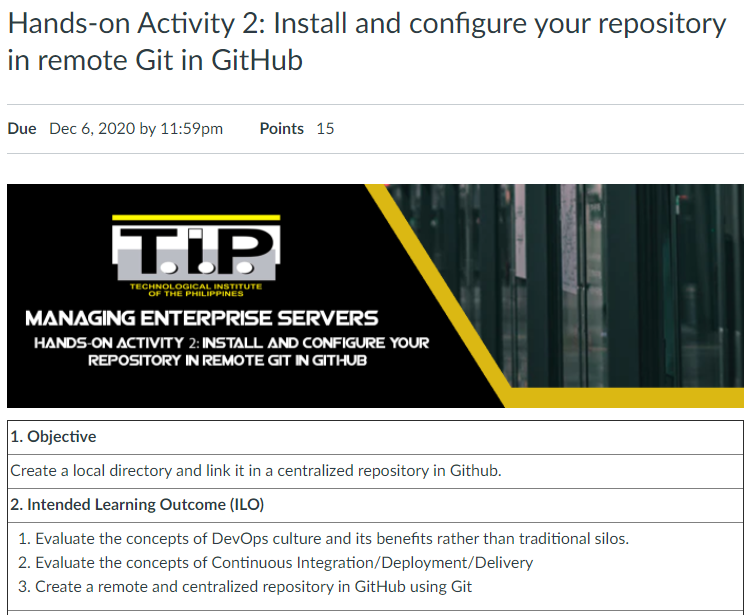 Hands-on Activity 2: Install and configure your repository
in remote Git in GitHub
Due Dec 6, 2020 by 11:59pm Points 15
T.I.P
TECHNOLOGICAL INSTITUTE
OF THE PHILIPPINES
MANAGING ENTERPRISE SERVERS
HANDS-ON ACTIVITY 2: INSTALL AND CONFIGURE YOUR
REPOSITORY IN REMOTE GIT IN GITHUB
1. Objective
Create a local directory and link it in a centralized repository in Github.
2. Intended Learning Outcome (ILO)
1. Evaluate the concepts of DevOps culture and its benefits rather than traditional silos.
2. Evaluate the concepts of Continuous Integration/Deployment/Delivery
3. Create a remote and centralized repository in GitHub using Git